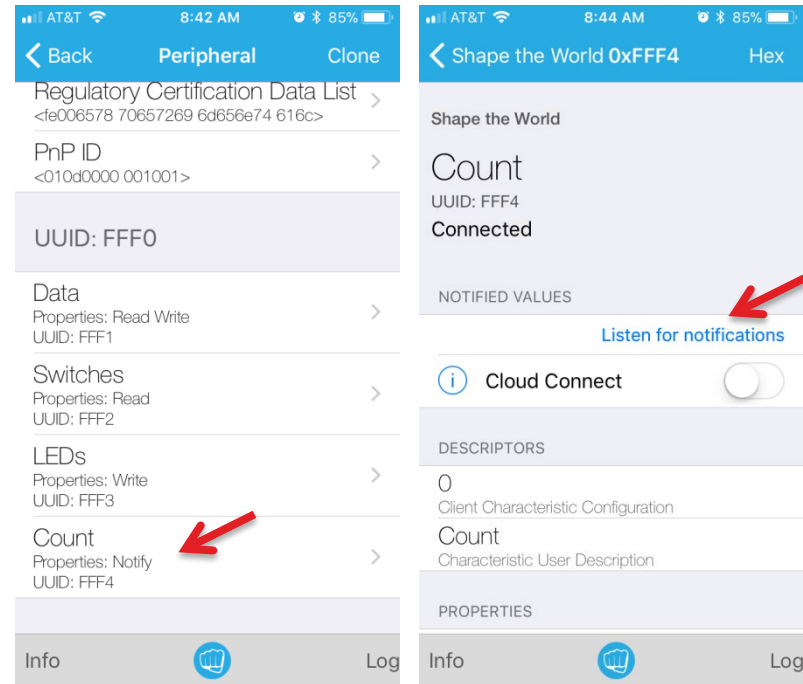 AT&T 8:42 AM 85%
Back Peripheral Clone
Regulatory Certification Data List
<fe006578 70657269 6d656e74 616c>
PnP ID
<010d0000 001001>
UUID: FFF0
Data
Properties: Read Write
UUID: FFF1
Switches
Properties: Read
UUID: FFF2
LEDs
Properties: Write
UUID: FFF3
Count
Properties: Notify
UUID: FFF4
Info Log
AT&T 8:44 AM 85%
Shape the World 0xFFF4 Hex
Shape the World
Count
UUID: FFF4
Connected
NOTIFIED VALUES
Listen for notifications
i Cloud Connect
DESCRIPTORS
0
Client Characteristic Configuration
Count
Characteristic User Description
PROPERTIES
Info Log